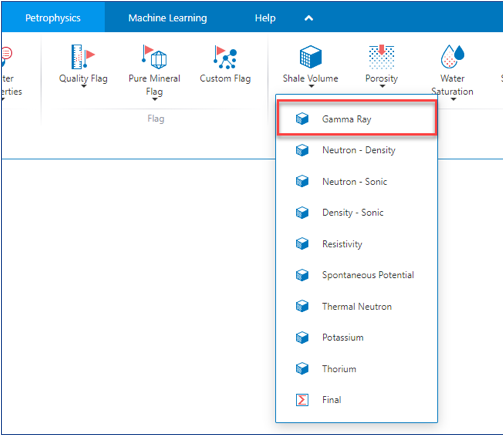 Petrophysics
Machine Learning
Help
ter
perties
Quality Flag
Pure Mineral
Flag
Custom Flag
Shale Volume
Porosity
Water
Saturation
S
Flag
Gamma Ray
Neutron - Density
Neutron - Sonic
Density - Sonic
Resistivity
Spontaneous Potential
Thermal Neutron
Potassium
Thorium
Final